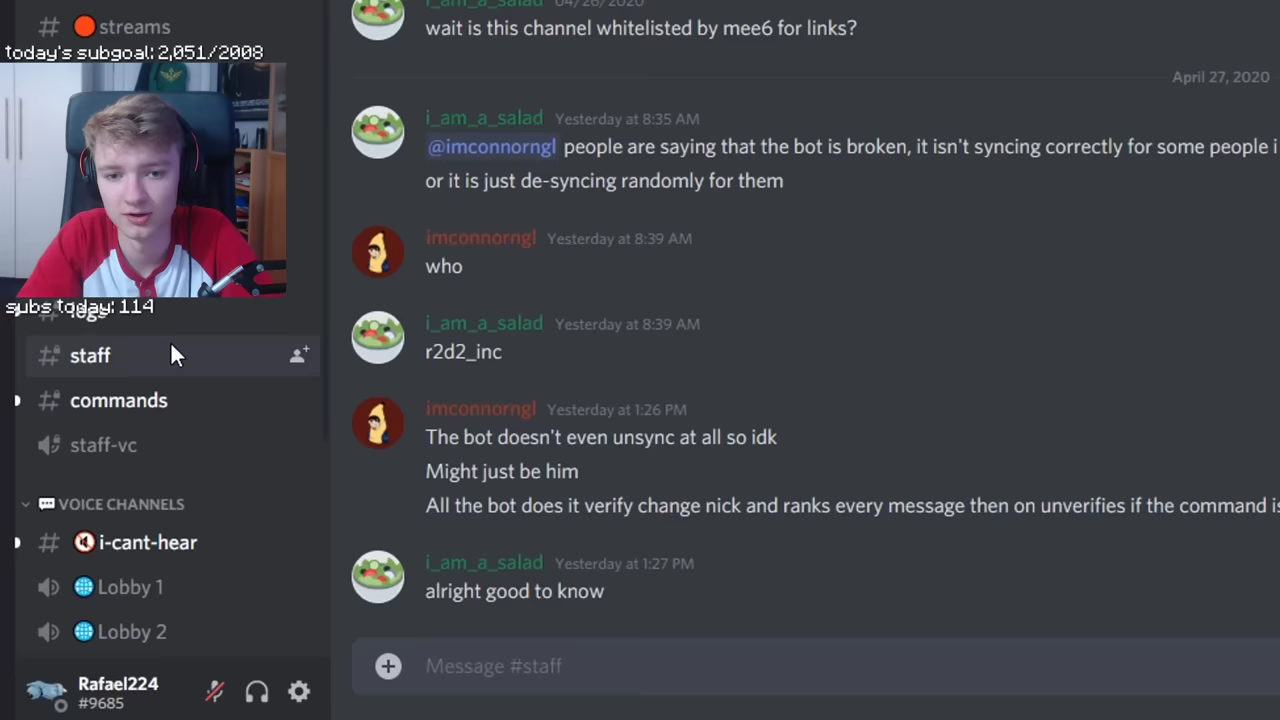 streams
today's subgoal: 2,051/2008
subs today: 114
logs
staff
commands
staff-vc
VOICE CHANNELS
i-cant-hear
Lobby 1
Lobby 2
Rafael224
#9685
i_am_a_salad 04/26/2020
wait is this channel whitelisted by mee6 for links?
April 27, 2020
i_am_a_salad Yesterday at 8:35 AM
@imconnorngl people are saying that the bot is broken, it isn't syncing correctly for some people i
or it is just de-syncing randomly for them
imconnorngl Yesterday at 8:39 AM
who
i_am_a_salad Yesterday at 8:39 AM
r2d2_inc
imconnorngl Yesterday at 1:26 PM
The bot doesn't even unsync at all so idk
Might just be him
All the bot does it verify change nick and ranks every message then on unverifies if the command is
i_am_a_salad Yesterday at 1:27 PM
alright good to know
Message #staff